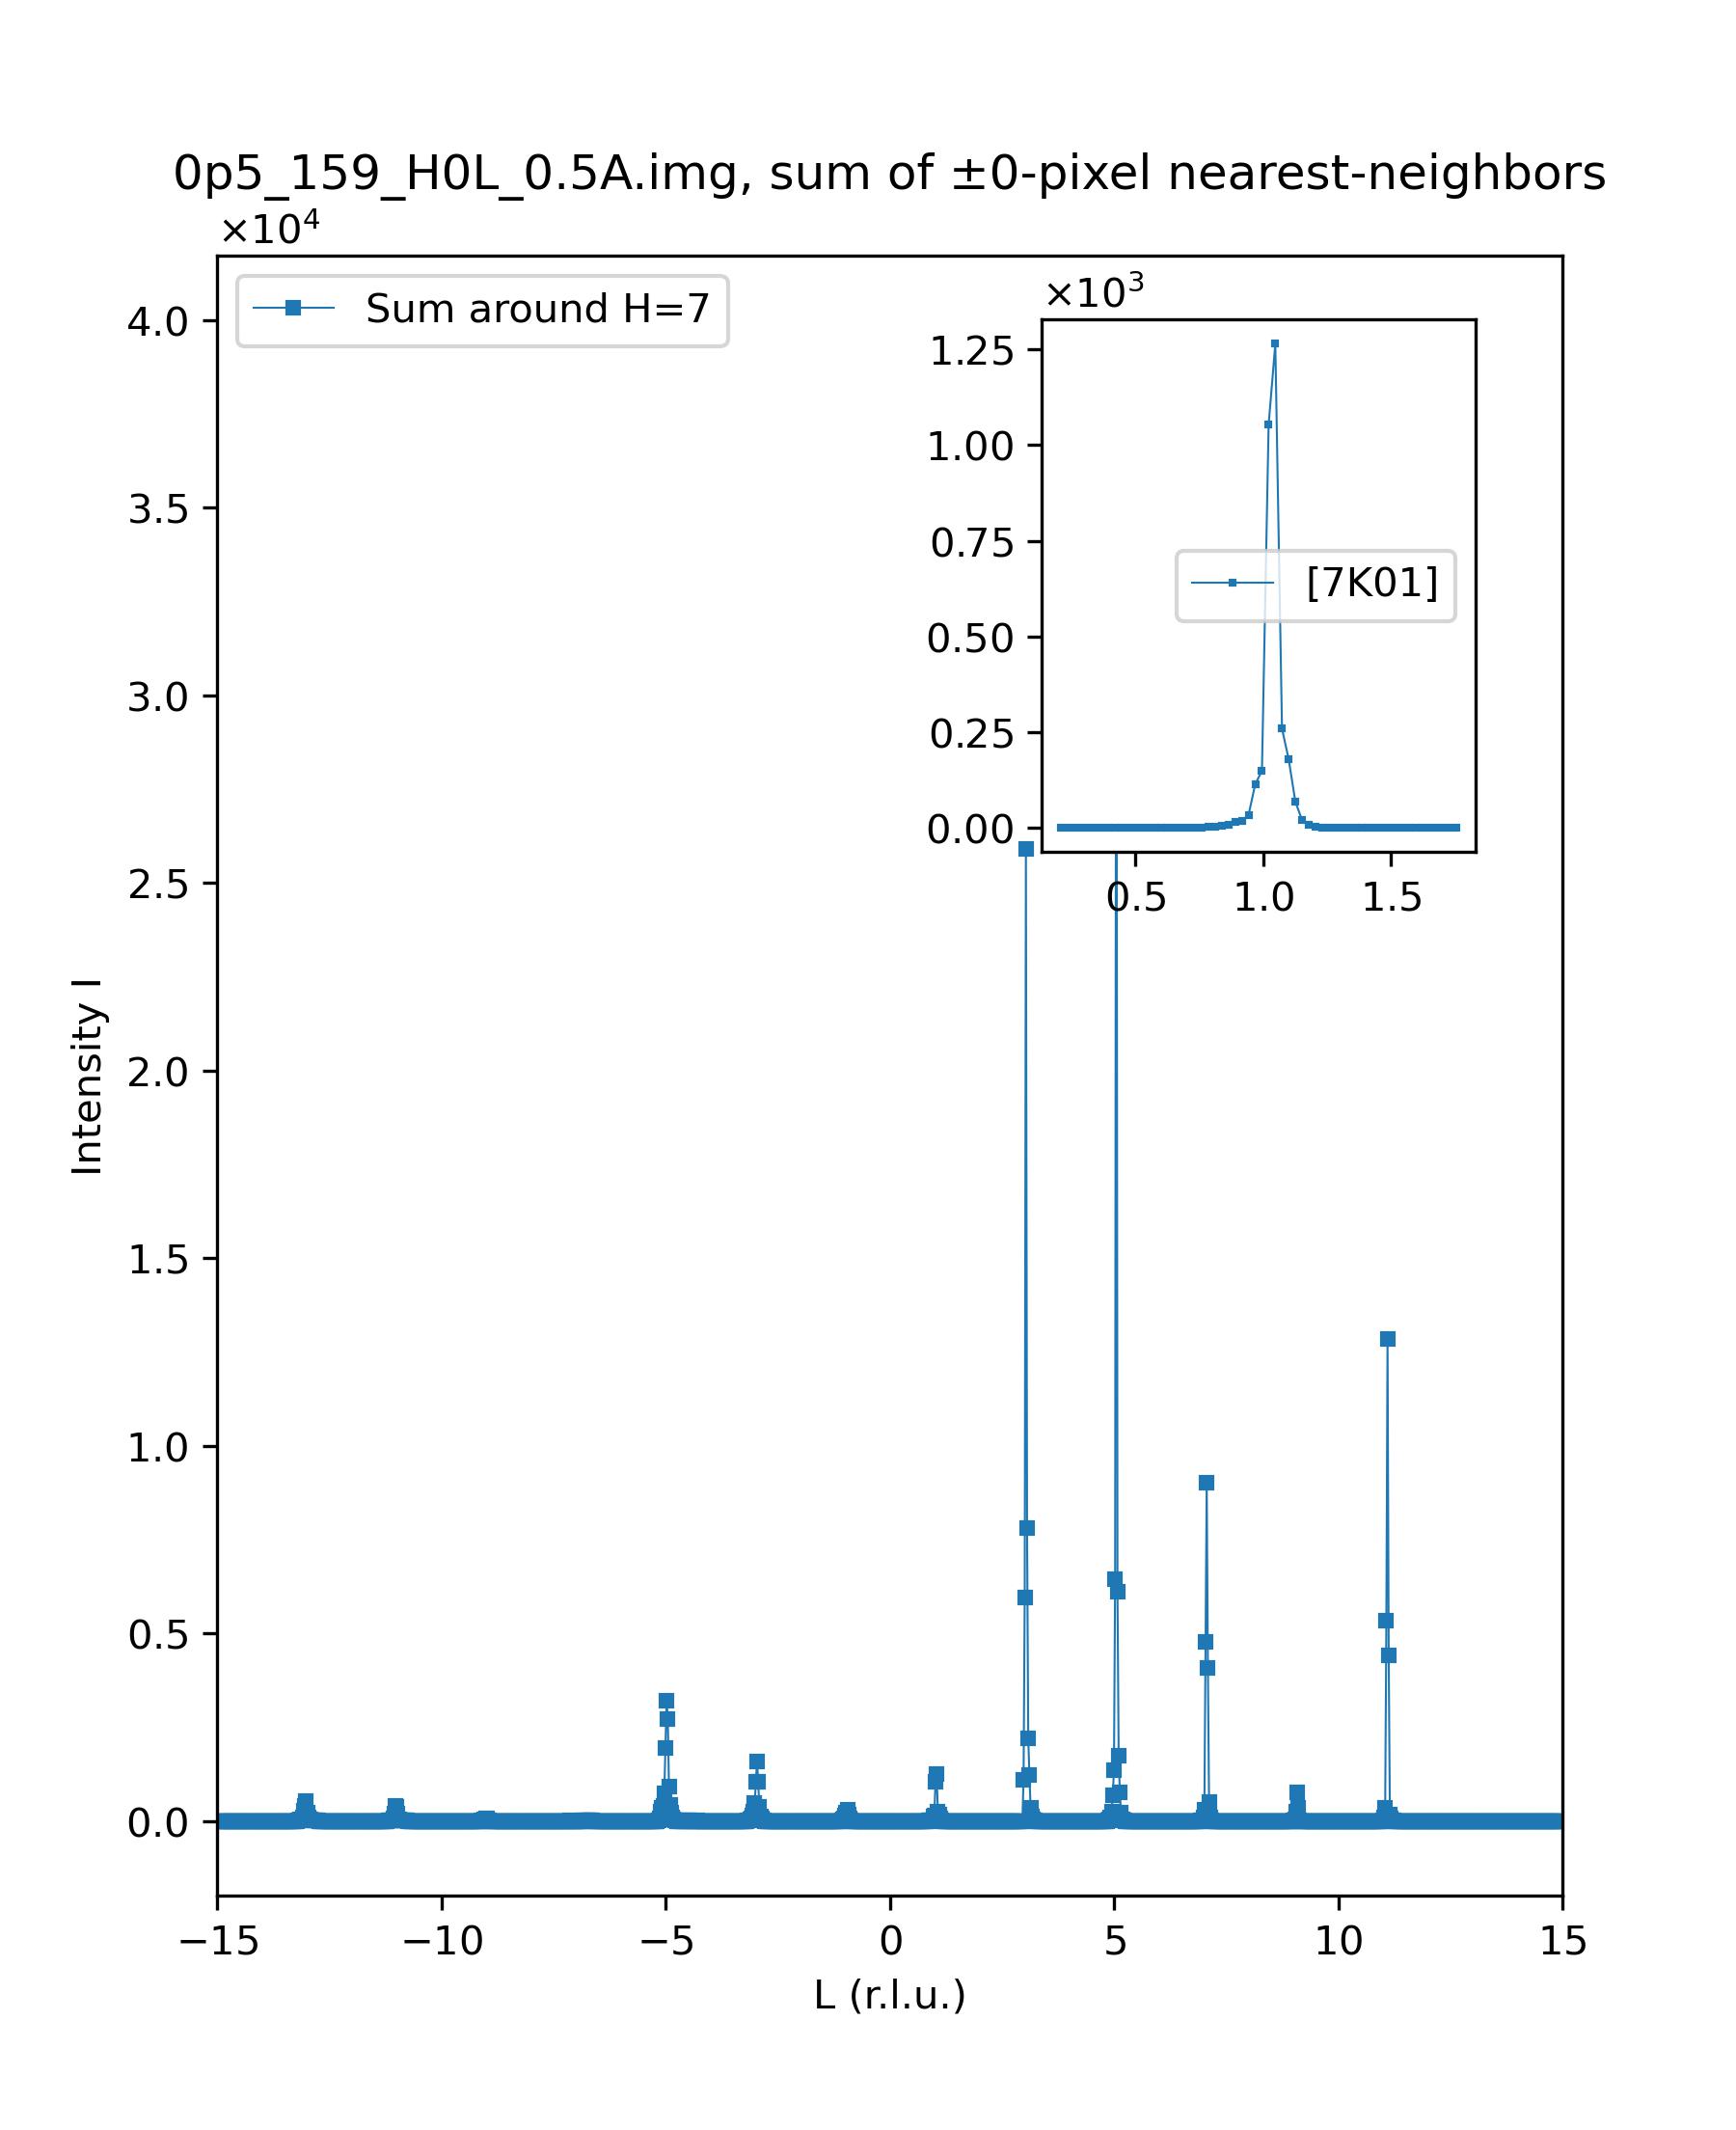 0p5_159_H0L_0.5A.img, sum of ±0-pixel nearest-neighbors
×10⁴
Sum around H=7
×10³
1.25
1.00
0.75
0.50
0.25
0.00
[7K01]
0.5 1.0 1.5
4.0
3.5
3.0
2.5
2.0
1.5
1.0
0.5
0.0
Intensity I
−15 −10 −5 0 5 10 15
L (r.l.u.)